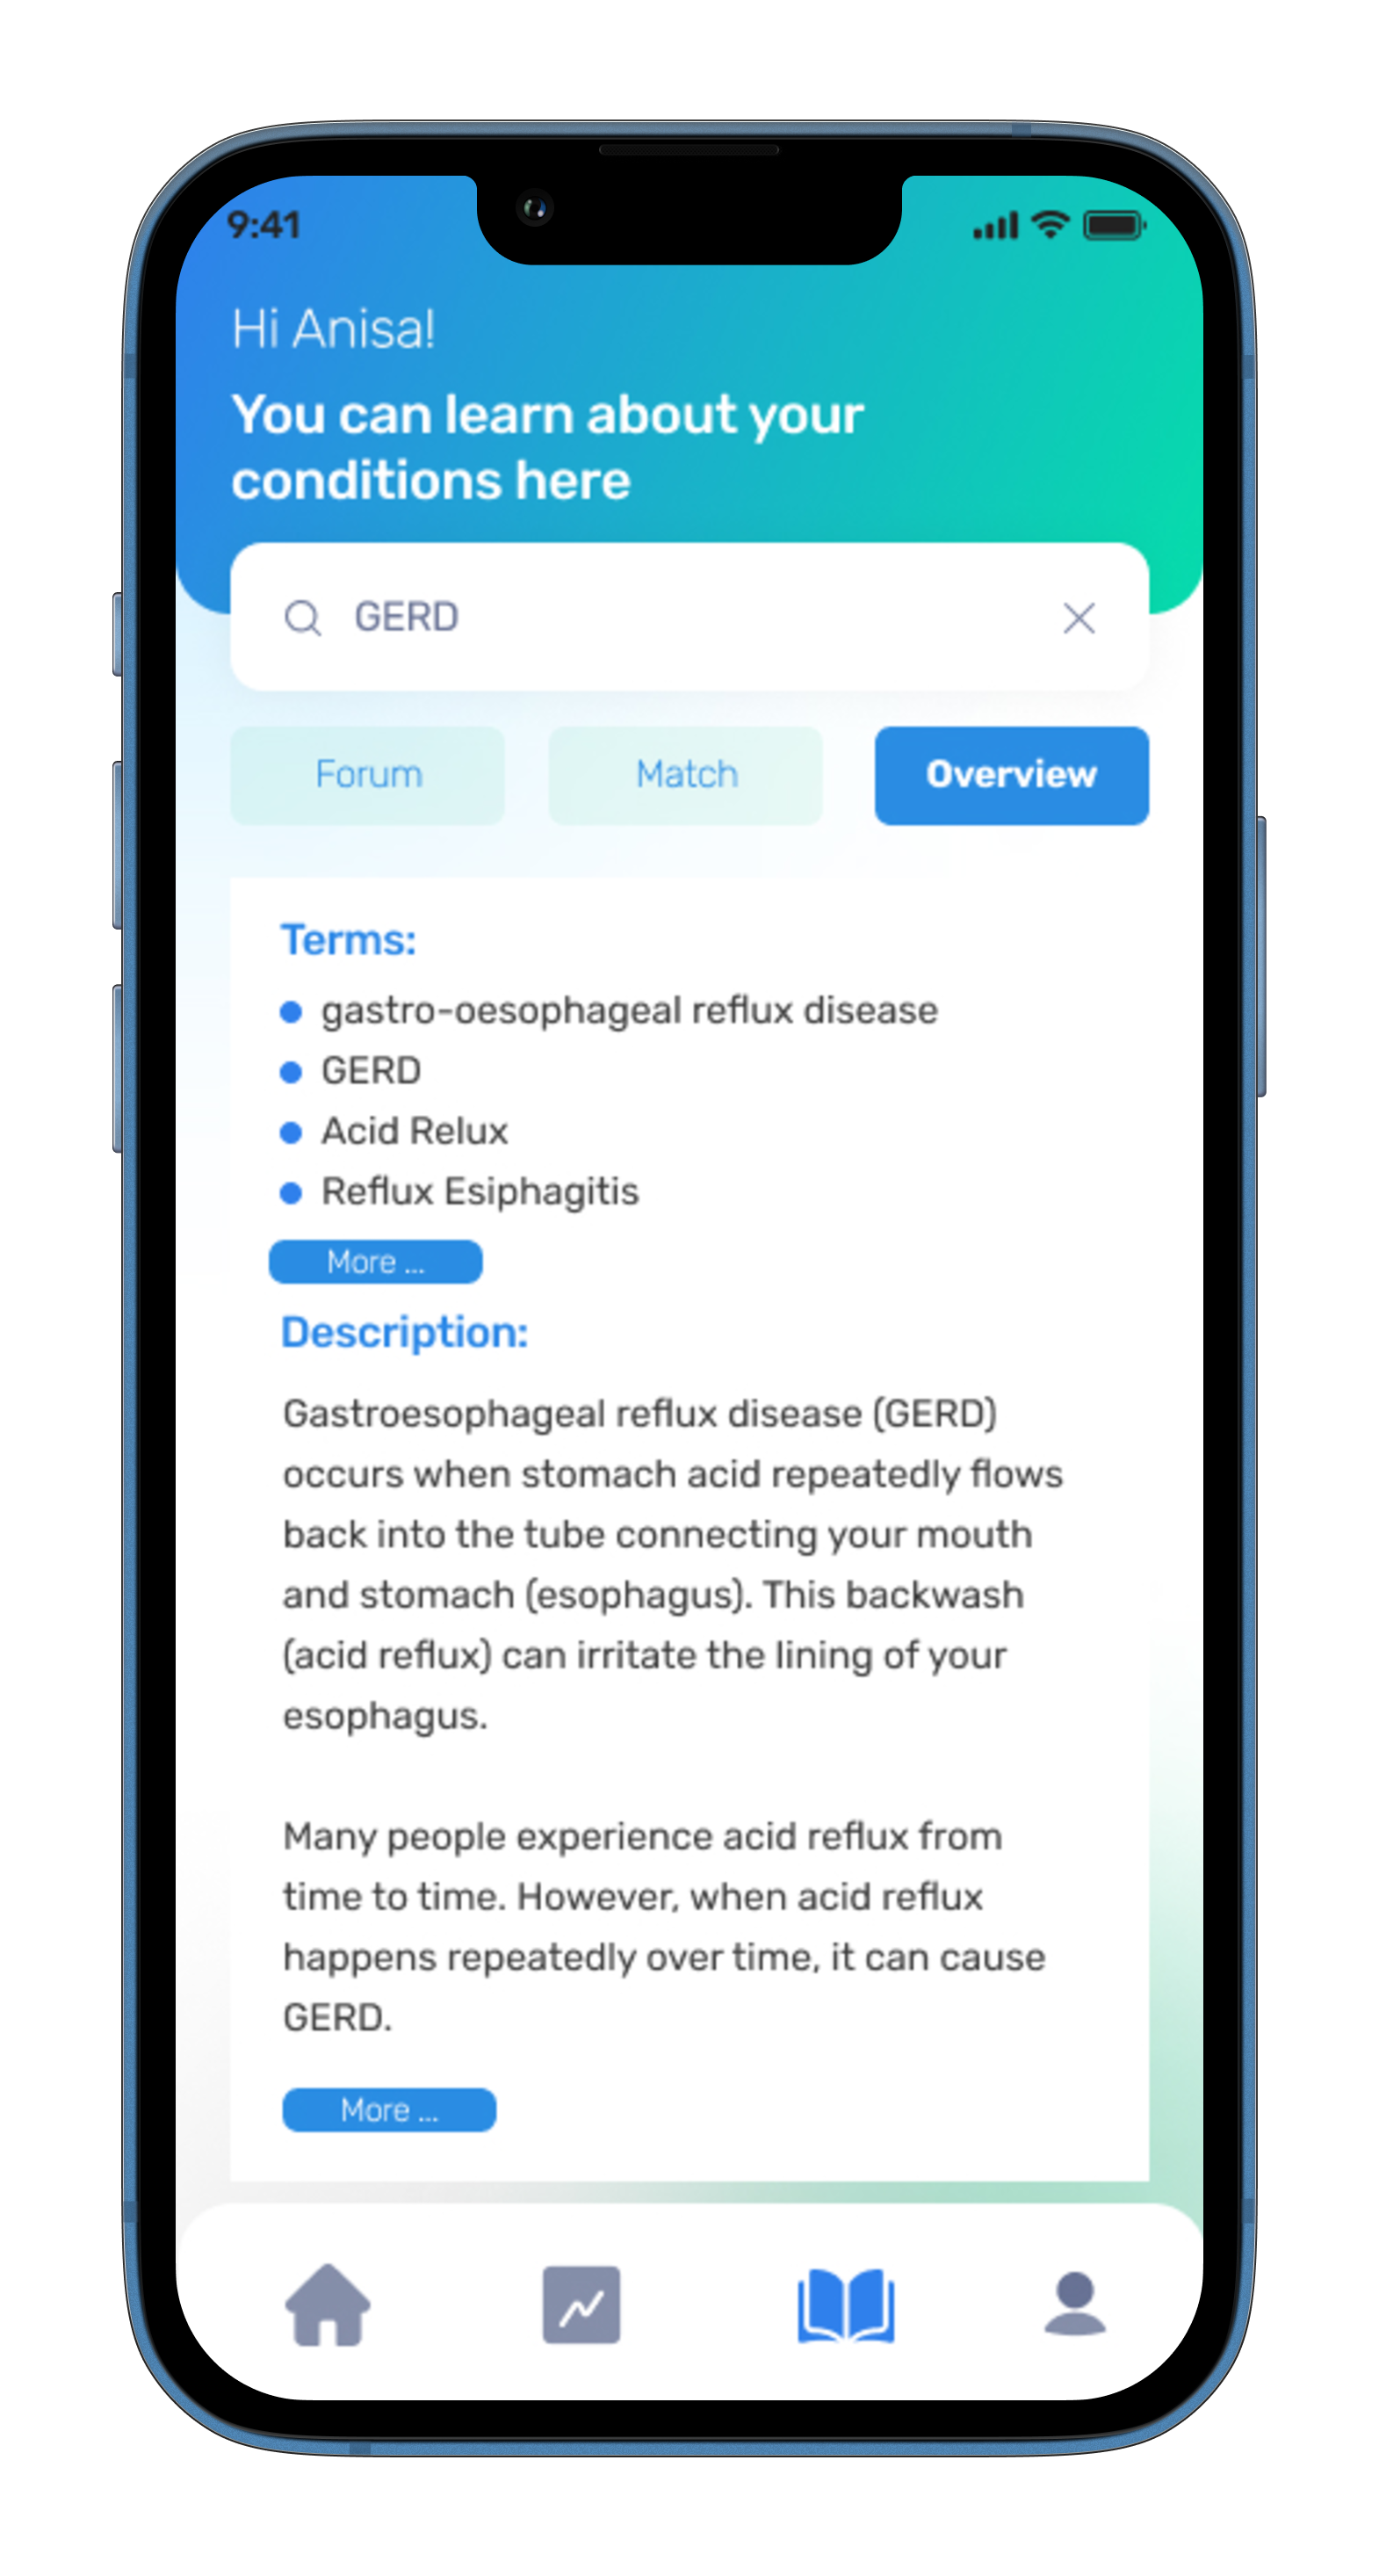 9:41
Hi Anisa!
You can learn about your
conditions here
GERD
Forum
Match
Overview
Terms:
gastro-oesophageal reflux disease
GERD
Acid Relux
Reflux Esiphagitis
More ...
Description:
Gastroesophageal reflux disease (GERD)
occurs when stomach acid repeatedly flows
back into the tube connecting your mouth
and stomach (esophagus). This backwash
(acid reflux) can irritate the lining of your
esophagus.
Many people experience acid reflux from
time to time. However, when acid reflux
happens repeatedly over time, it can cause
GERD.
More ...